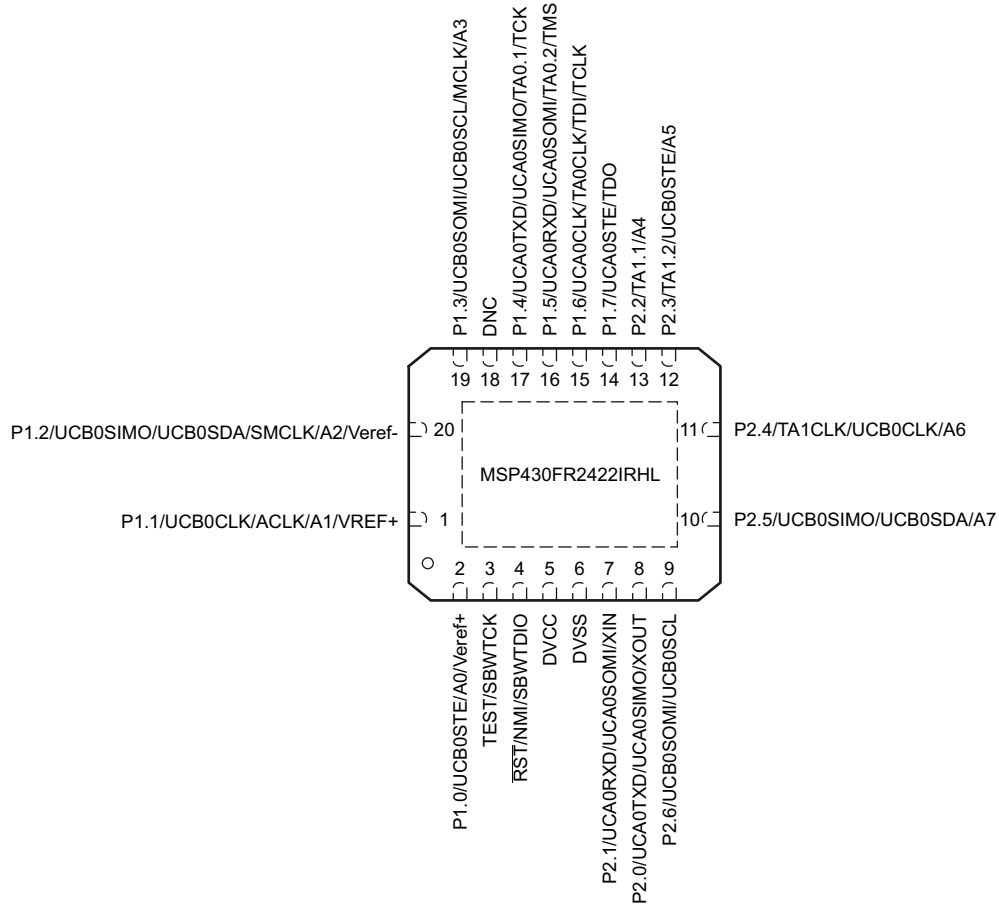 P1.3/UCB0SOMI/UCB0SCL/MCLK/A3
DNC
P1.4/UCA0TXD/UCA0SIMO/TA0.1/TCK
P1.5/UCA0RXD/UCA0SOMI/TA0.2/TMS
P1.6/UCA0CLK/TA0CLK/TDI/TCLK
P1.7/UCA0STE/TDO
P2.2/TA1.1/A4
P2.3/TA1.2/UCB0STE/A5
19 18 17 16 15 14 13 12
P1.2/UCB0SIMO/UCB0SDA/SMCLK/A2/Veref- 20
11 P2.4/TA1CLK/UCB0CLK/A6
MSP430FR2422IRHL
P1.1/UCB0CLK/ACLK/A1/VREF+ 1
10 P2.5/UCB0SIMO/UCB0SDA/A7
2 3 4 5 6 7 8 9
P1.0/UCB0STE/A0/Veref+
TEST/SBWTCK
RST/NMI/SBWTDIO
DVCC
DVSS
P2.1/UCA0RXD/UCA0SOMI/XIN
P2.0/UCA0TXD/UCA0SIMO/XOUT
P2.6/UCB0SOMI/UCB0SCL